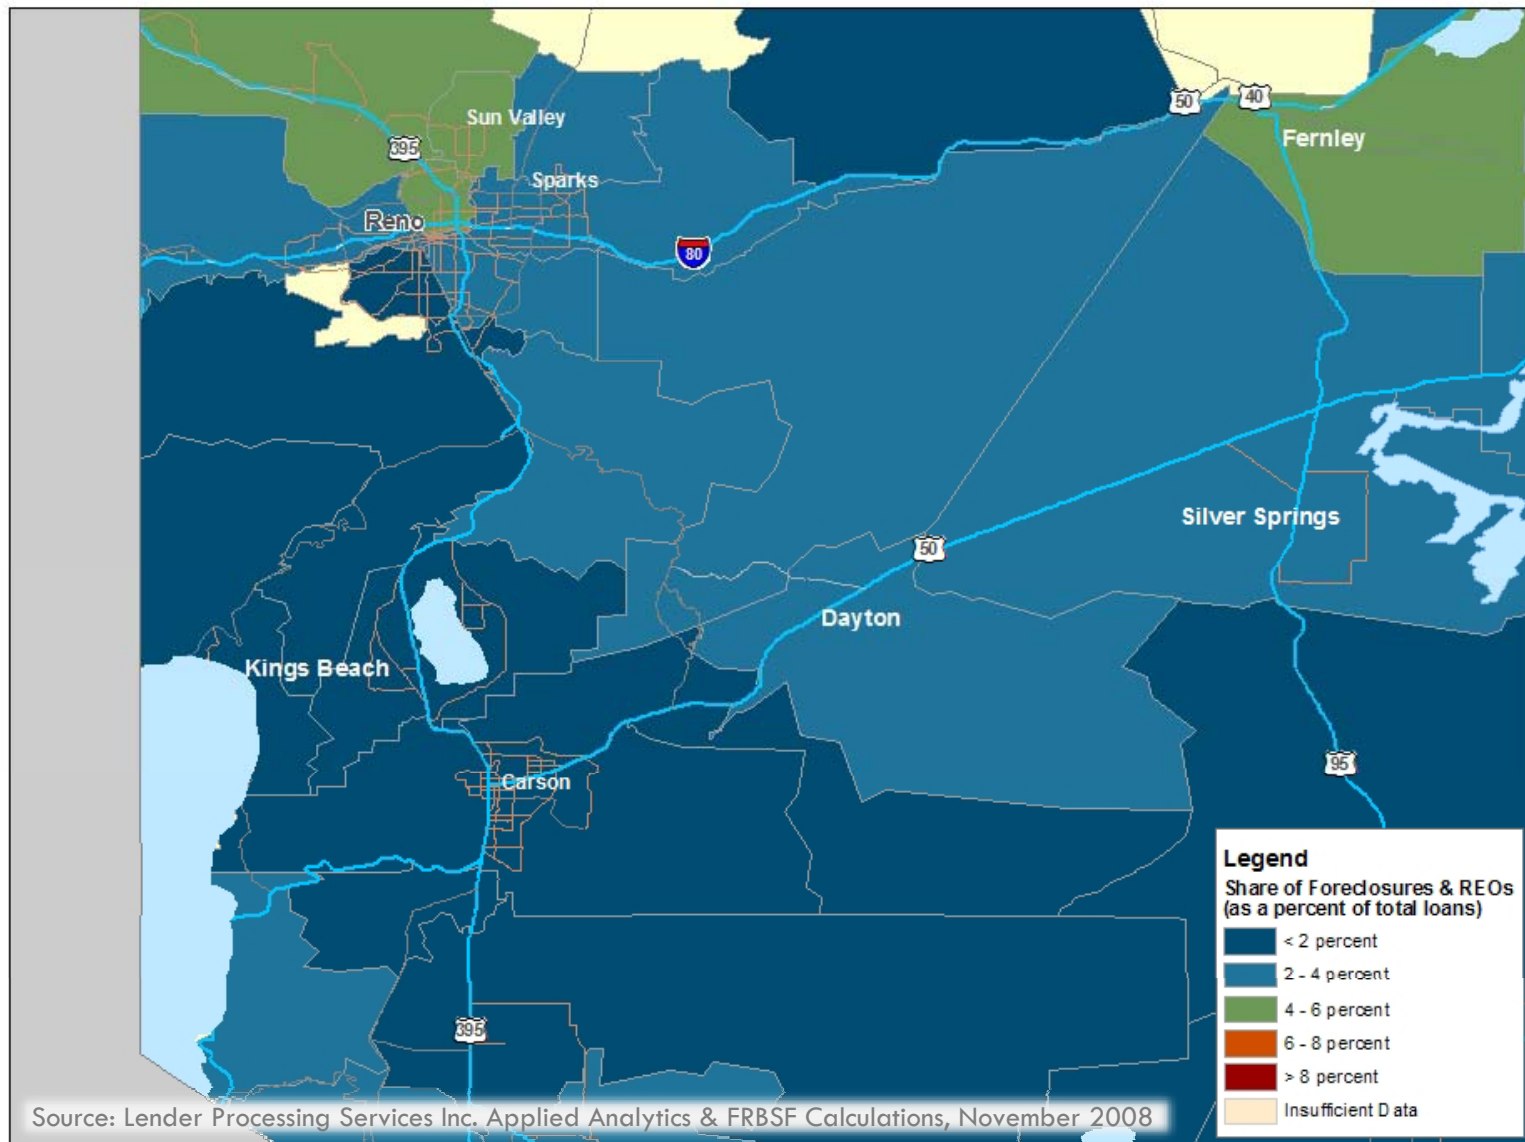 50
40
Sun Valley
Fernley
395
Sparks
Reno
80
Silver Springs
50
Dayton
Kings Beach
95
Carson
Legend
Share of Foreclosures & REOs
(as a percent of total loans)
< 2 percent
2 - 4 percent
4 - 6 percent
6 - 8 percent
> 8 percent
Insufficient Data
395
Source: Lender Processing Services Inc. Applied Analytics & FRBSF Calculations, November 2008